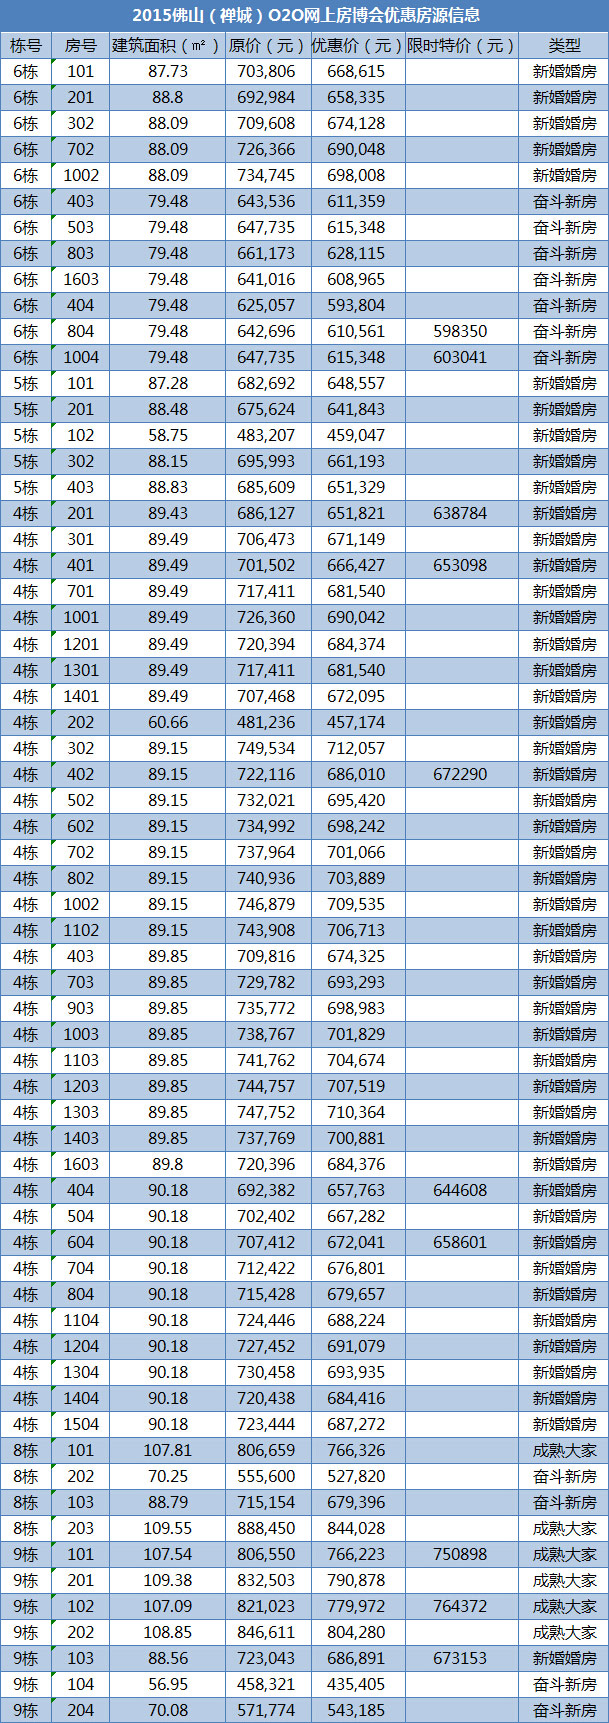 2015佛山（禅城）O2O网上房博会优惠房源信息
栋号 房号 建筑面积（㎡） 原价（元） 优惠价（元） 限时特价（元） 类型
6栋 101 87.73 703,806 668,615 新婚婚房
6栋 201 88.8 692,984 658,335 新婚婚房
6栋 302 88.09 709,608 674,128 新婚婚房
6栋 702 88.09 726,366 690,048 新婚婚房
6栋 1002 88.09 734,745 698,008 新婚婚房
6栋 403 79.48 643,536 611,359 奋斗新房
6栋 503 79.48 647,735 615,348 奋斗新房
6栋 803 79.48 661,173 628,115 奋斗新房
6栋 1603 79.48 641,016 608,965 奋斗新房
6栋 404 79.48 625,057 593,804 奋斗新房
6栋 804 79.48 642,696 610,561 598350 奋斗新房
6栋 1004 79.48 647,735 615,348 603041 奋斗新房
5栋 101 87.28 682,692 648,557 新婚婚房
5栋 201 88.48 675,624 641,843 新婚婚房
5栋 102 58.75 483,207 459,047 新婚婚房
5栋 302 88.15 695,993 661,193 新婚婚房
5栋 403 88.83 685,609 651,329 新婚婚房
4栋 201 89.43 686,127 651,821 638784 新婚婚房
4栋 301 89.49 706,473 671,149 新婚婚房
4栋 401 89.49 701,502 666,427 653098 新婚婚房
4栋 701 89.49 717,411 681,540 新婚婚房
4栋 1001 89.49 726,360 690,042 新婚婚房
4栋 1201 89.49 720,394 684,374 新婚婚房
4栋 1301 89.49 717,411 681,540 新婚婚房
4栋 1401 89.49 707,468 672,095 新婚婚房
4栋 202 60.66 481,236 457,174 新婚婚房
4栋 302 89.15 749,534 712,057 新婚婚房
4栋 402 89.15 722,116 686,010 672290 新婚婚房
4栋 502 89.15 732,021 695,420 新婚婚房
4栋 602 89.15 734,992 698,242 新婚婚房
4栋 702 89.15 737,964 701,066 新婚婚房
4栋 802 89.15 740,936 703,889 新婚婚房
4栋 1002 89.15 746,879 709,535 新婚婚房
4栋 1102 89.15 743,908 706,713 新婚婚房
4栋 403 89.85 709,816 674,325 新婚婚房
4栋 703 89.85 729,782 693,293 新婚婚房
4栋 903 89.85 735,772 698,983 新婚婚房
4栋 1003 89.85 738,767 701,829 新婚婚房
4栋 1103 89.85 741,762 704,674 新婚婚房
4栋 1203 89.85 744,757 707,519 新婚婚房
4栋 1303 89.85 747,752 710,364 新婚婚房
4栋 1403 89.85 737,769 700,881 新婚婚房
4栋 1603 89.8 720,396 684,376 新婚婚房
4栋 404 90.18 692,382 657,763 644608 新婚婚房
4栋 504 90.18 702,402 667,282 新婚婚房
4栋 604 90.18 707,412 672,041 658601 新婚婚房
4栋 704 90.18 712,422 676,801 新婚婚房
4栋 804 90.18 715,428 679,657 新婚婚房
4栋 1104 90.18 724,446 688,224 新婚婚房
4栋 1204 90.18 727,452 691,079 新婚婚房
4栋 1304 90.18 730,458 693,935 新婚婚房
4栋 1404 90.18 720,438 684,416 新婚婚房
4栋 1504 90.18 723,444 687,272 新婚婚房
8栋 101 107.81 806,659 766,326 成熟大家
8栋 202 70.25 555,600 527,820 奋斗新房
8栋 103 88.79 715,154 679,396 奋斗新房
8栋 203 109.55 888,450 844,028 成熟大家
9栋 101 107.54 806,550 766,223 750898 成熟大家
9栋 201 109.38 832,503 790,878 成熟大家
9栋 102 107.09 821,023 779,972 764372 成熟大家
9栋 202 108.85 846,611 804,280 成熟大家
9栋 103 88.56 723,043 686,891 673153 新婚婚房
9栋 104 56.95 458,321 435,405 奋斗新房
9栋 204 70.08 571,774 543,185 奋斗新房